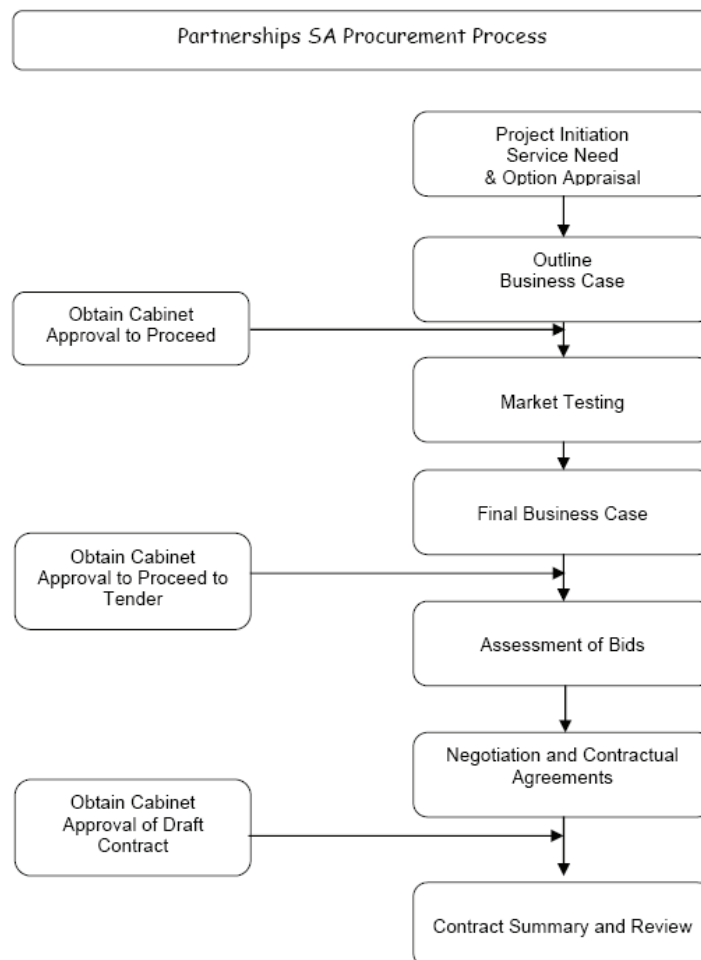 Partnerships SA Procurement Process
Project Initiation
Service Need
& Option Appraisal
Outline
Business Case
Obtain Cabinet
Approval to Proceed
Market Testing
Final Business Case
Obtain Cabinet
Approval to Proceed to
Tender
Assessment of Bids
Negotiation and Contractual
Agreements
Obtain Cabinet
Approval of Draft
Contract
Contract Summary and Review